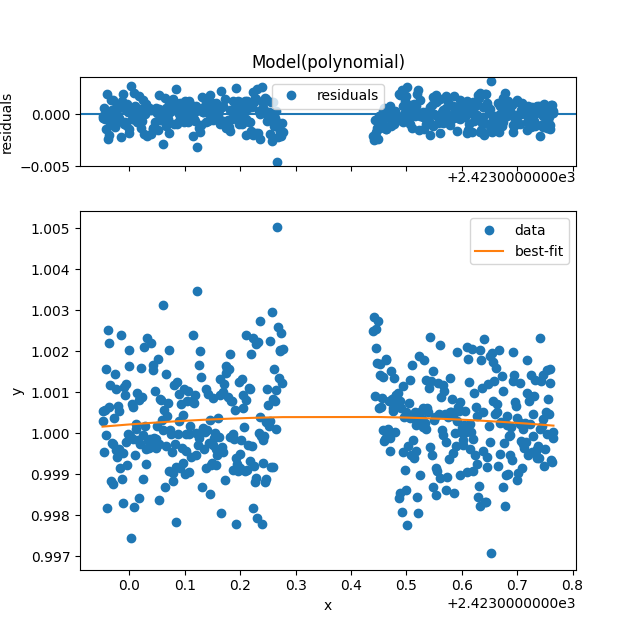 Model(polynomial)
residuals
0.000
−0.005
residuals
+2.4230000000e3
1.005
1.004
1.003
1.002
1.001
1.000
0.999
0.998
0.997
y
data
best-fit
0.0
0.1
0.2
0.3
0.4
0.5
0.6
0.7
0.8
x
+2.4230000000e3